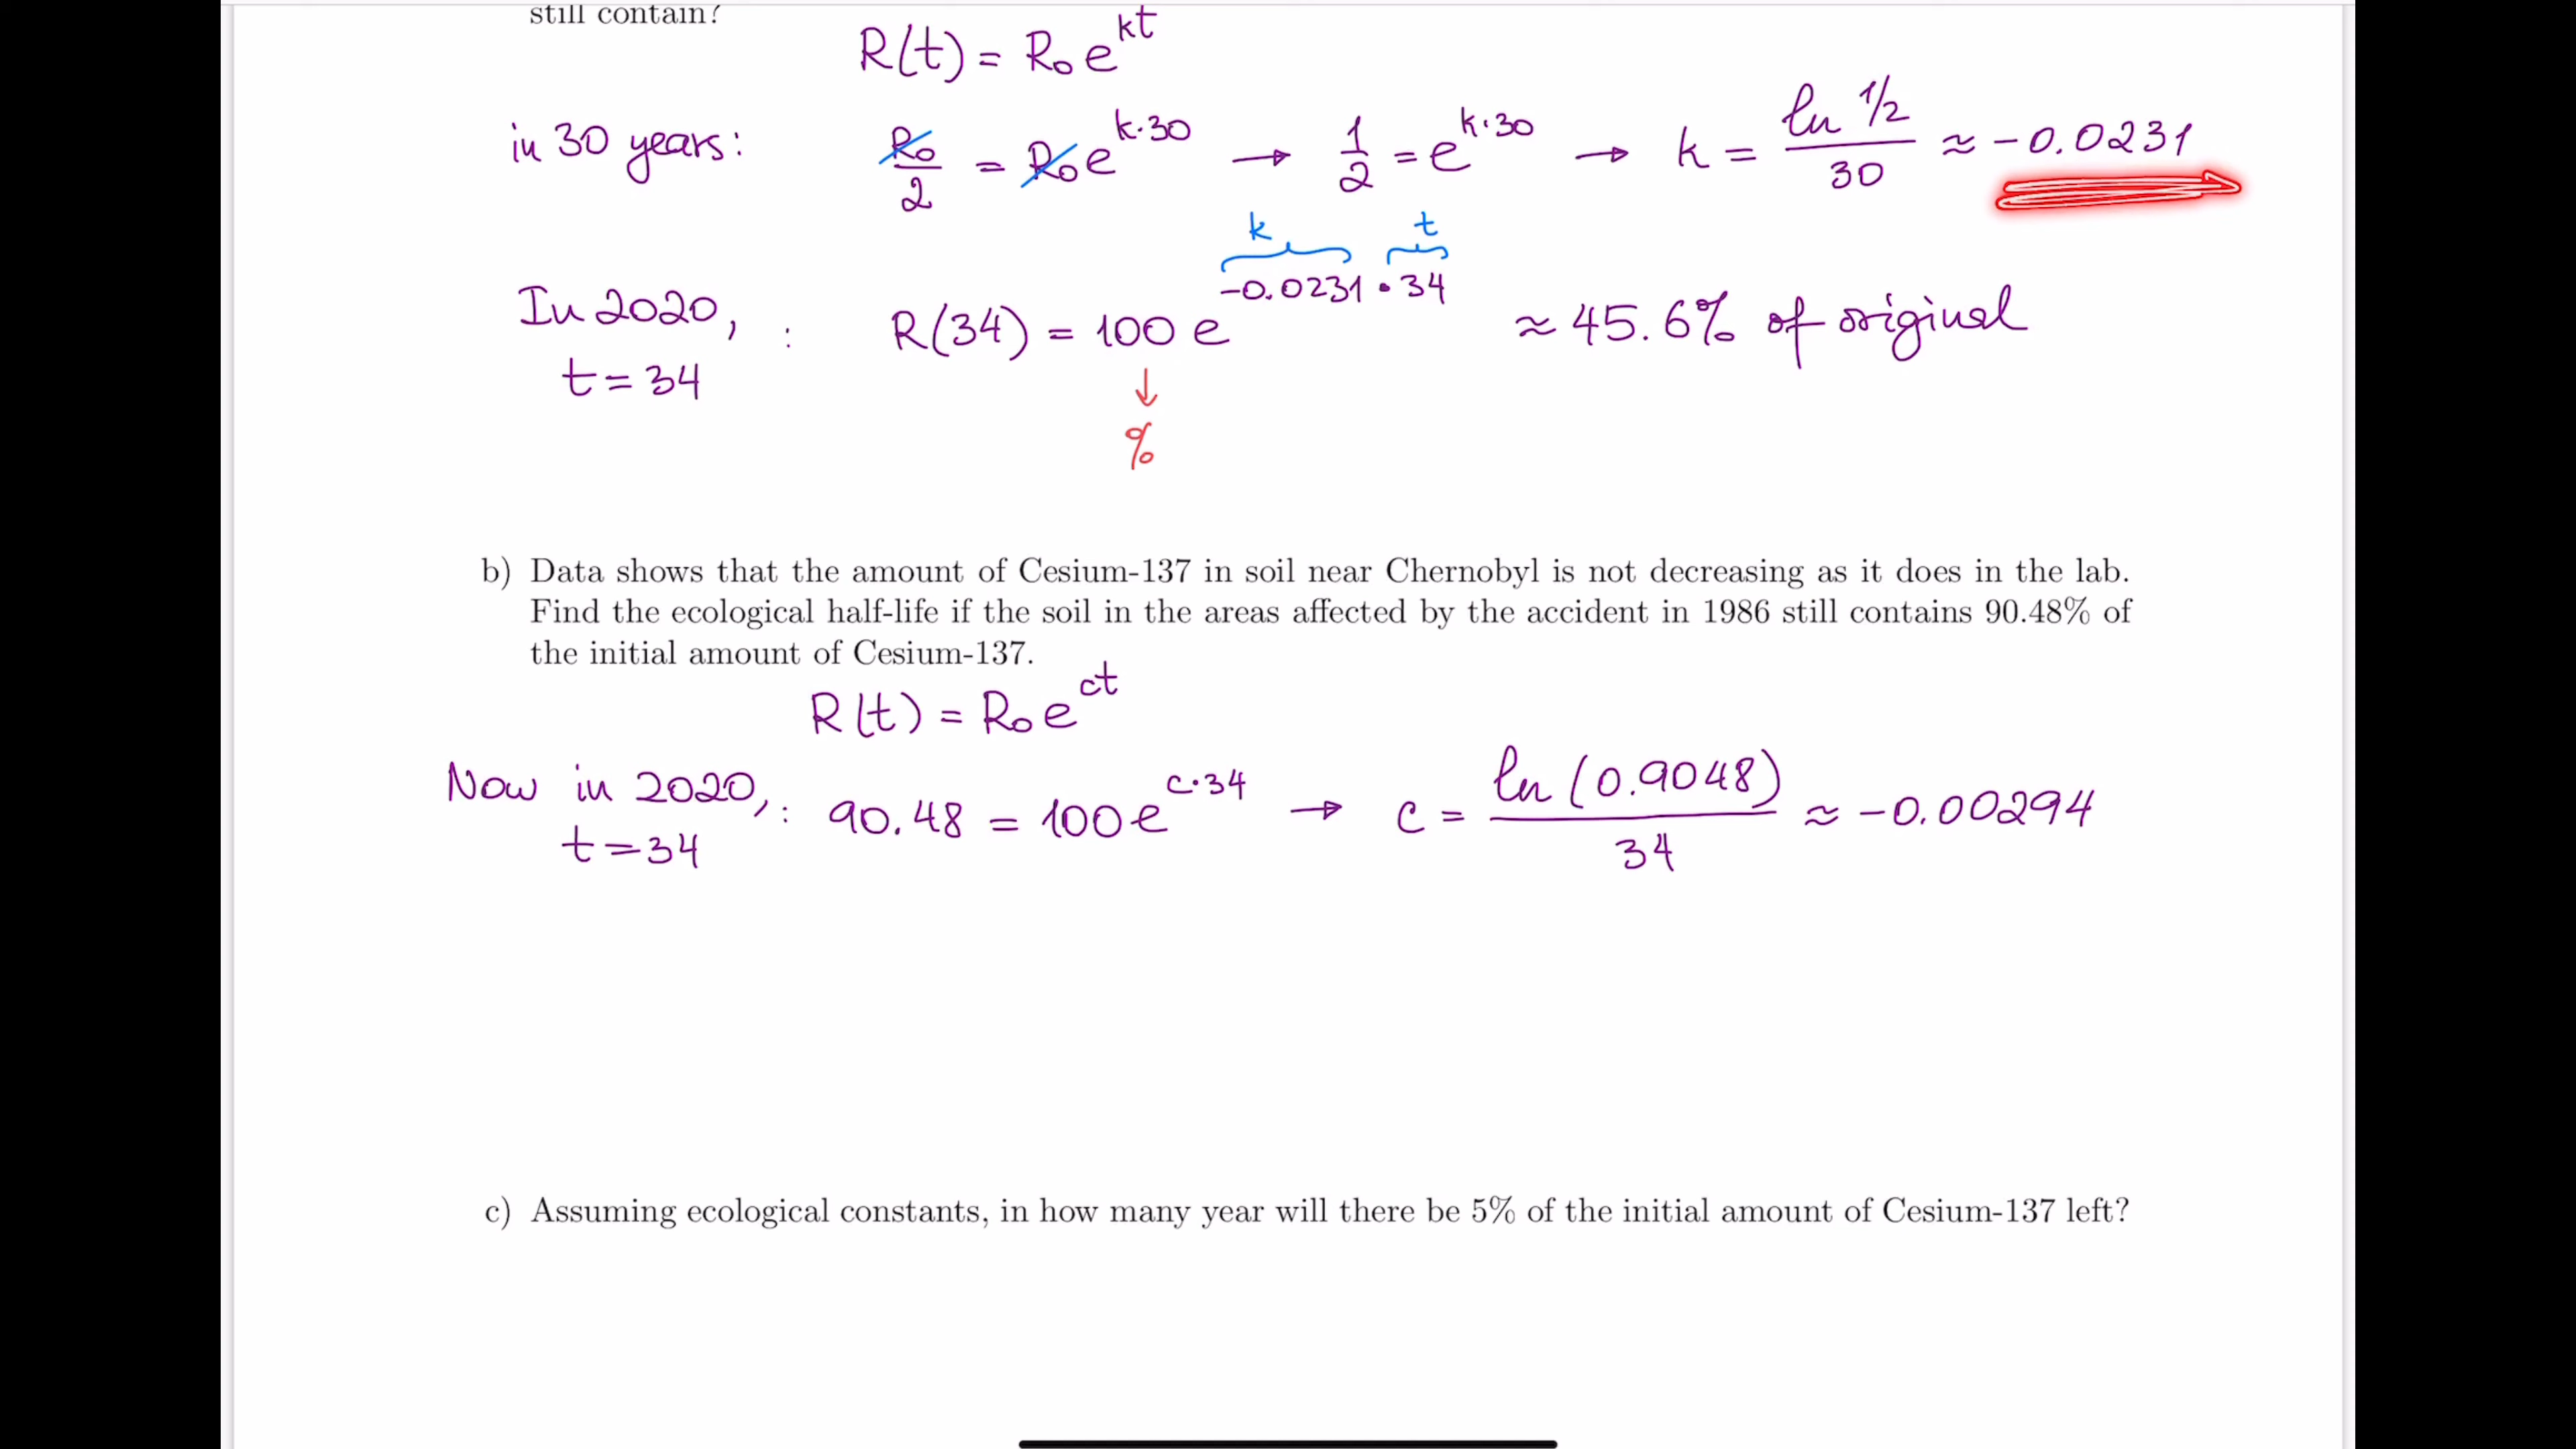 still contain?
R(t) = R₀e^{kt}
in 30 years: R₀/2 = R₀e^{k·30} → 1/2 = e^{k·30} → k = ln 1/2 / 30 ≈ -0.0231
k t
In 2020, t=34 : R(34) = 100 e^{-0.0231·34} ≈ 45.6% of original
↓
%
b) Data shows that the amount of Cesium-137 in soil near Chernobyl is not decreasing as it does in the lab.
Find the ecological half-life if the soil in the areas affected by the accident in 1986 still contains 90.48% of
the initial amount of Cesium-137.
R(t) = R₀e^{ct}
Now in 2020, t=34 : 90.48 = 100e^{c·34} → c = ln(0.9048) / 34 ≈ -0.00294
c) Assuming ecological constants, in how many year will there be 5% of the initial amount of Cesium-137 left?